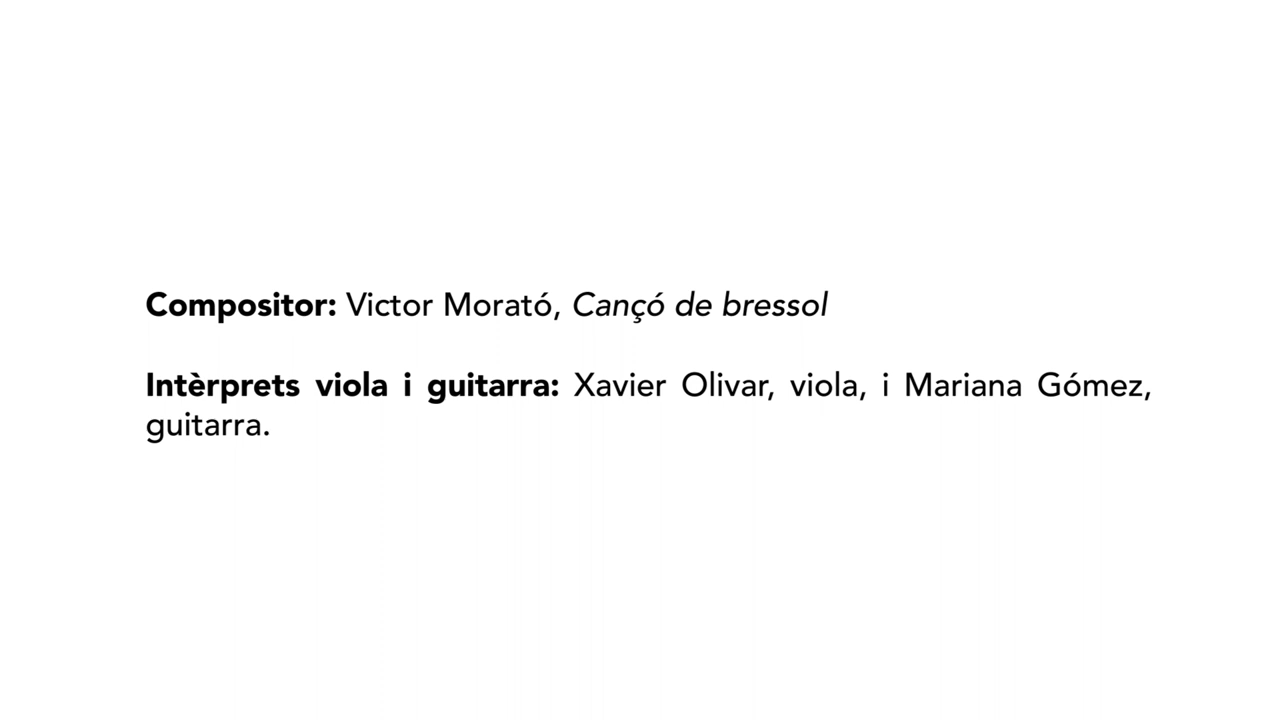 Compositor: Victor Morató, Cançó de bressol
Intèrprets viola i guitarra: Xavier Olivar, viola, i Mariana Gómez,
guitarra.